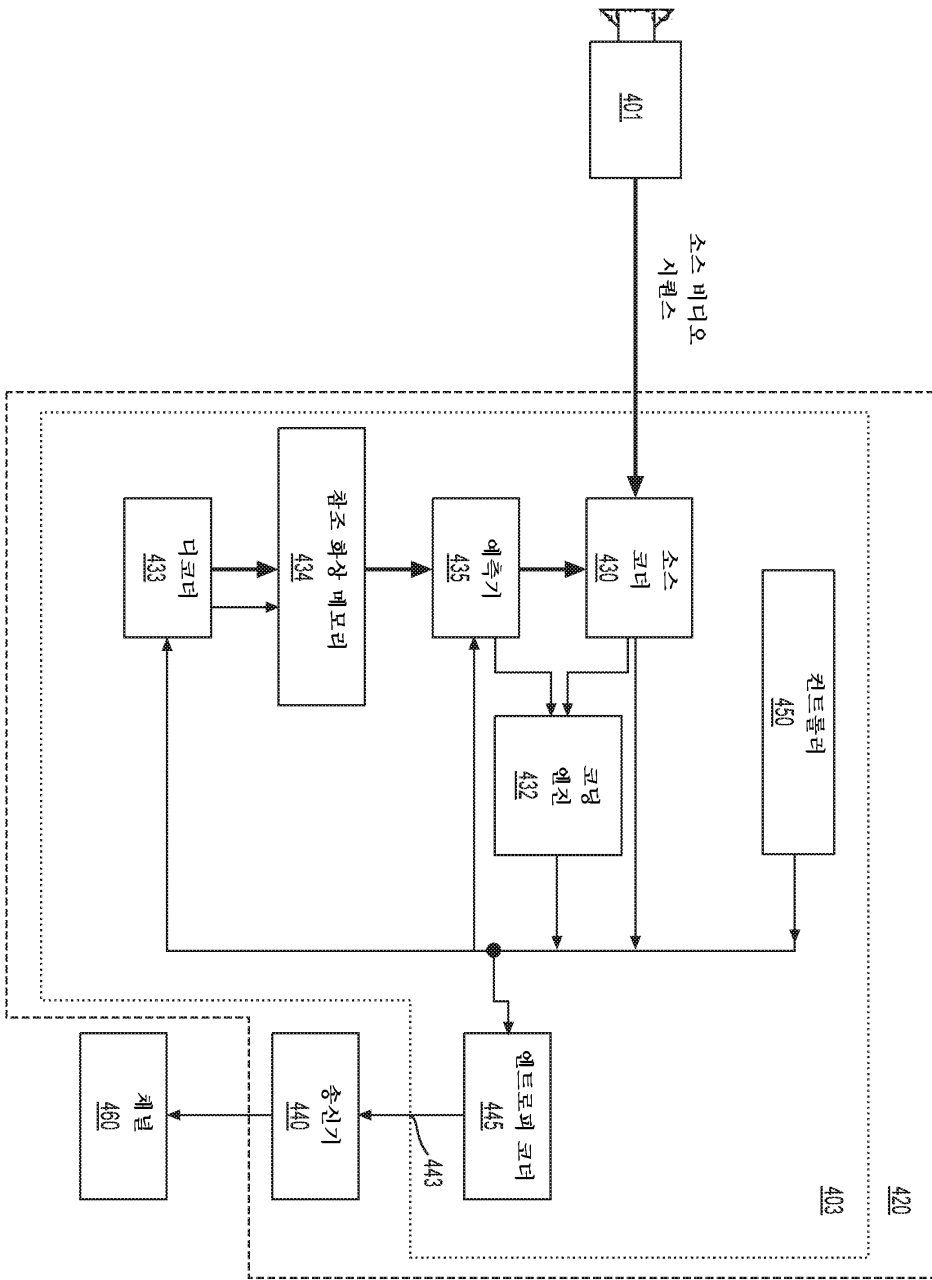 420
403
컨트롤러
450
소스 비디오
시퀀스
401
소스
코더
430
코딩
엔진
432
예측기
435
엔트로피 코더
445
443
참조 화상 메모리
434
송신기
440
디코더
433
채널
460